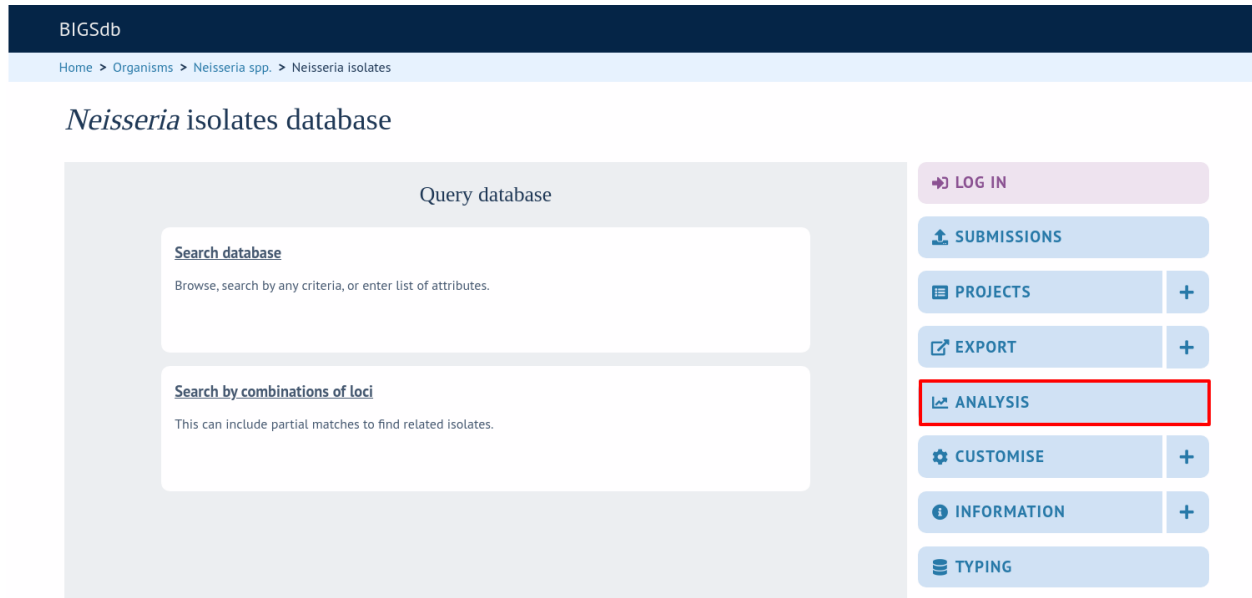 BIGSdb
Home > Organisms > Neisseria spp. > Neisseria isolates
Neisseria isolates database
Query database
Search database
Browse, search by any criteria, or enter list of attributes.
Search by combinations of loci
This can include partial matches to find related isolates.
LOG IN
SUBMISSIONS
PROJECTS +
EXPORT +
ANALYSIS
CUSTOMISE +
INFORMATION +
TYPING